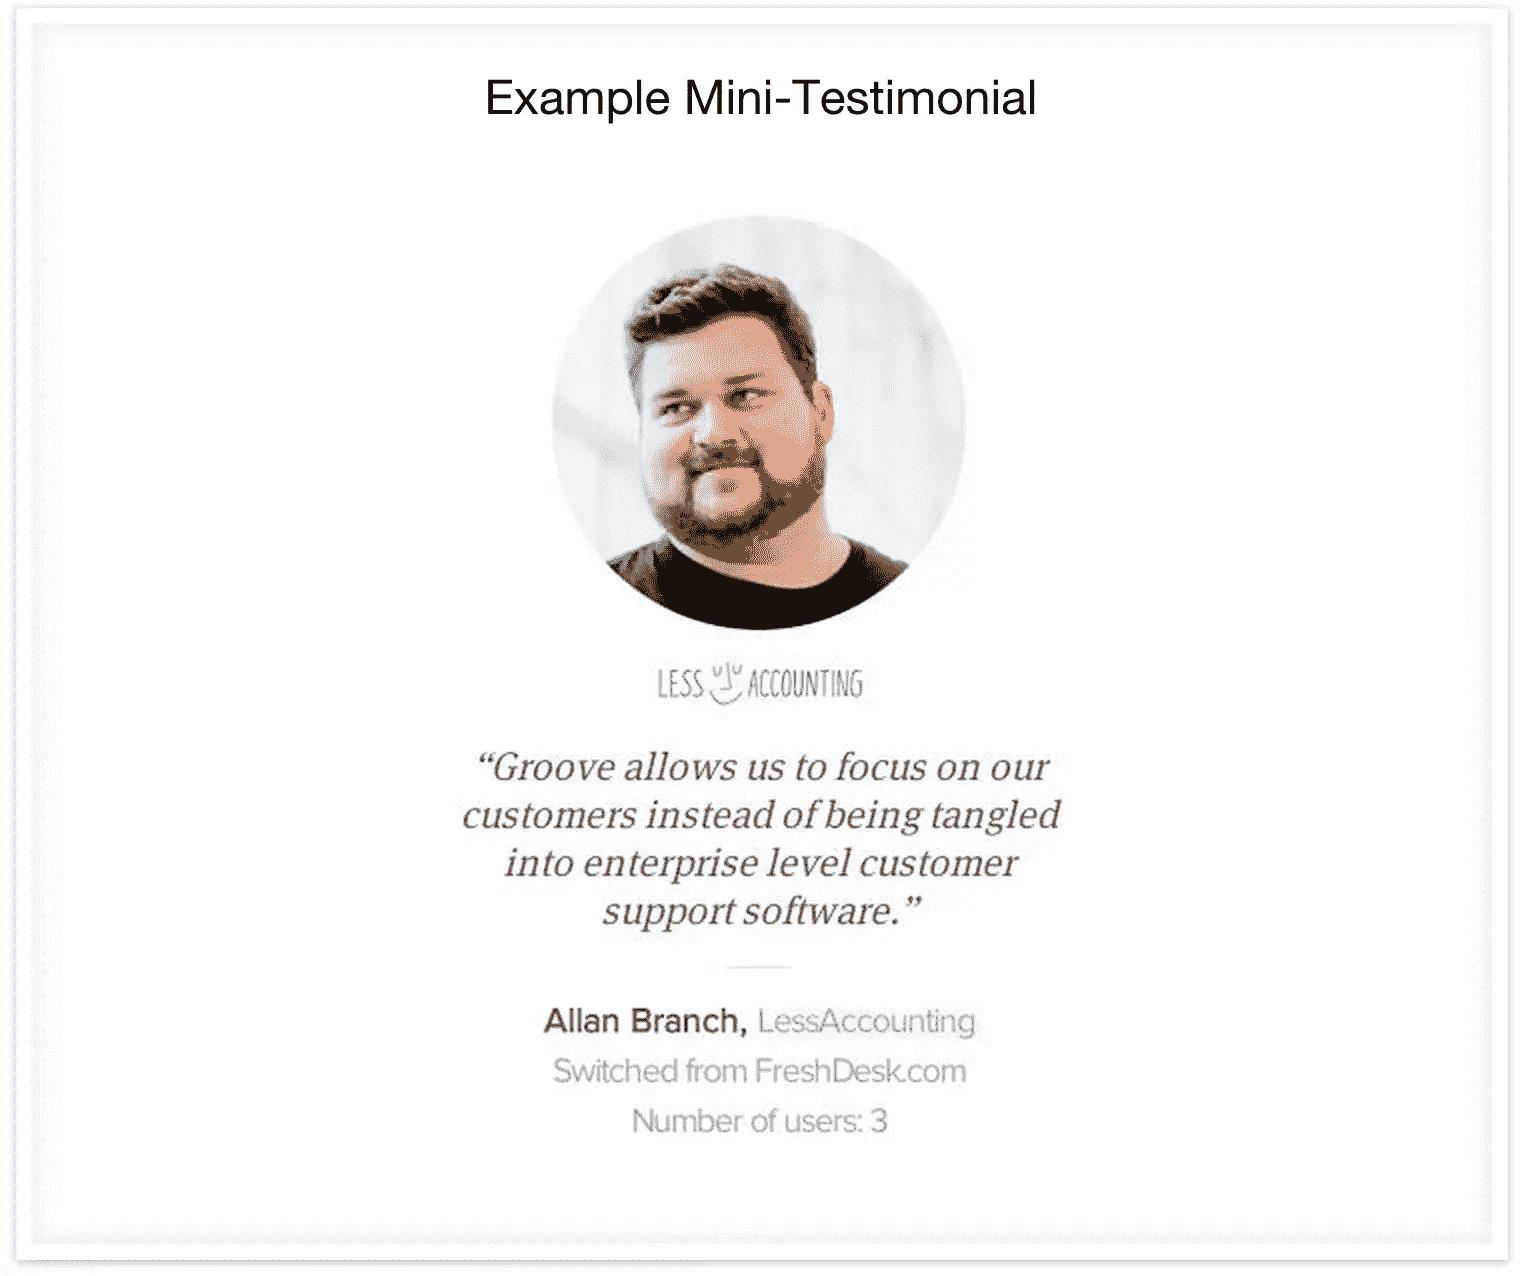 Example Mini-Testimonial
LESS ACCOUNTING
“Groove allows us to focus on our
customers instead of being tangled
into enterprise level customer
support software.”
Allan Branch, LessAccounting
Switched from FreshDesk.com
Number of users: 3